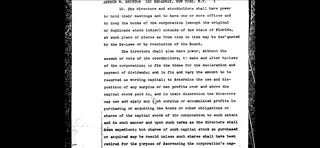 ARTHUR W. BRITTON 150 BROADWAY, NEW YORK, N.Y.
10. The directors and stockholders shall have power
to hold their meetings and to have one or more offices and
to keep the books of the corporation (except the original
or duplicate stock ledger) outside of the State of Florida,
at such place or places as from time to time may be designated
by the By-Laws or by resolution of the Board.
The directors shall also have power, without the
assent or vote of the stockholders, to make and alter by-laws
of the corporation; to fix the times for the declaration and
payment of dividends; to fix and vary the amount to be
reserved as working capital; to determine the use and dis-
position of any surplus or net profits over and above the
capital stock paid in, and in their discretion the directors
may use and apply any such surplus or accumulated profits in
purchasing or acquiring the bonds or other obligations or
shares of the capital stock of the corporation to such extent
and in such manner and upon such terms as the directors shall
deem expedient; but shares of such capital stock so purchased
or acquired may be resold unless such shares shall have been
retired for the purpose of decreasing the corporation's cap-